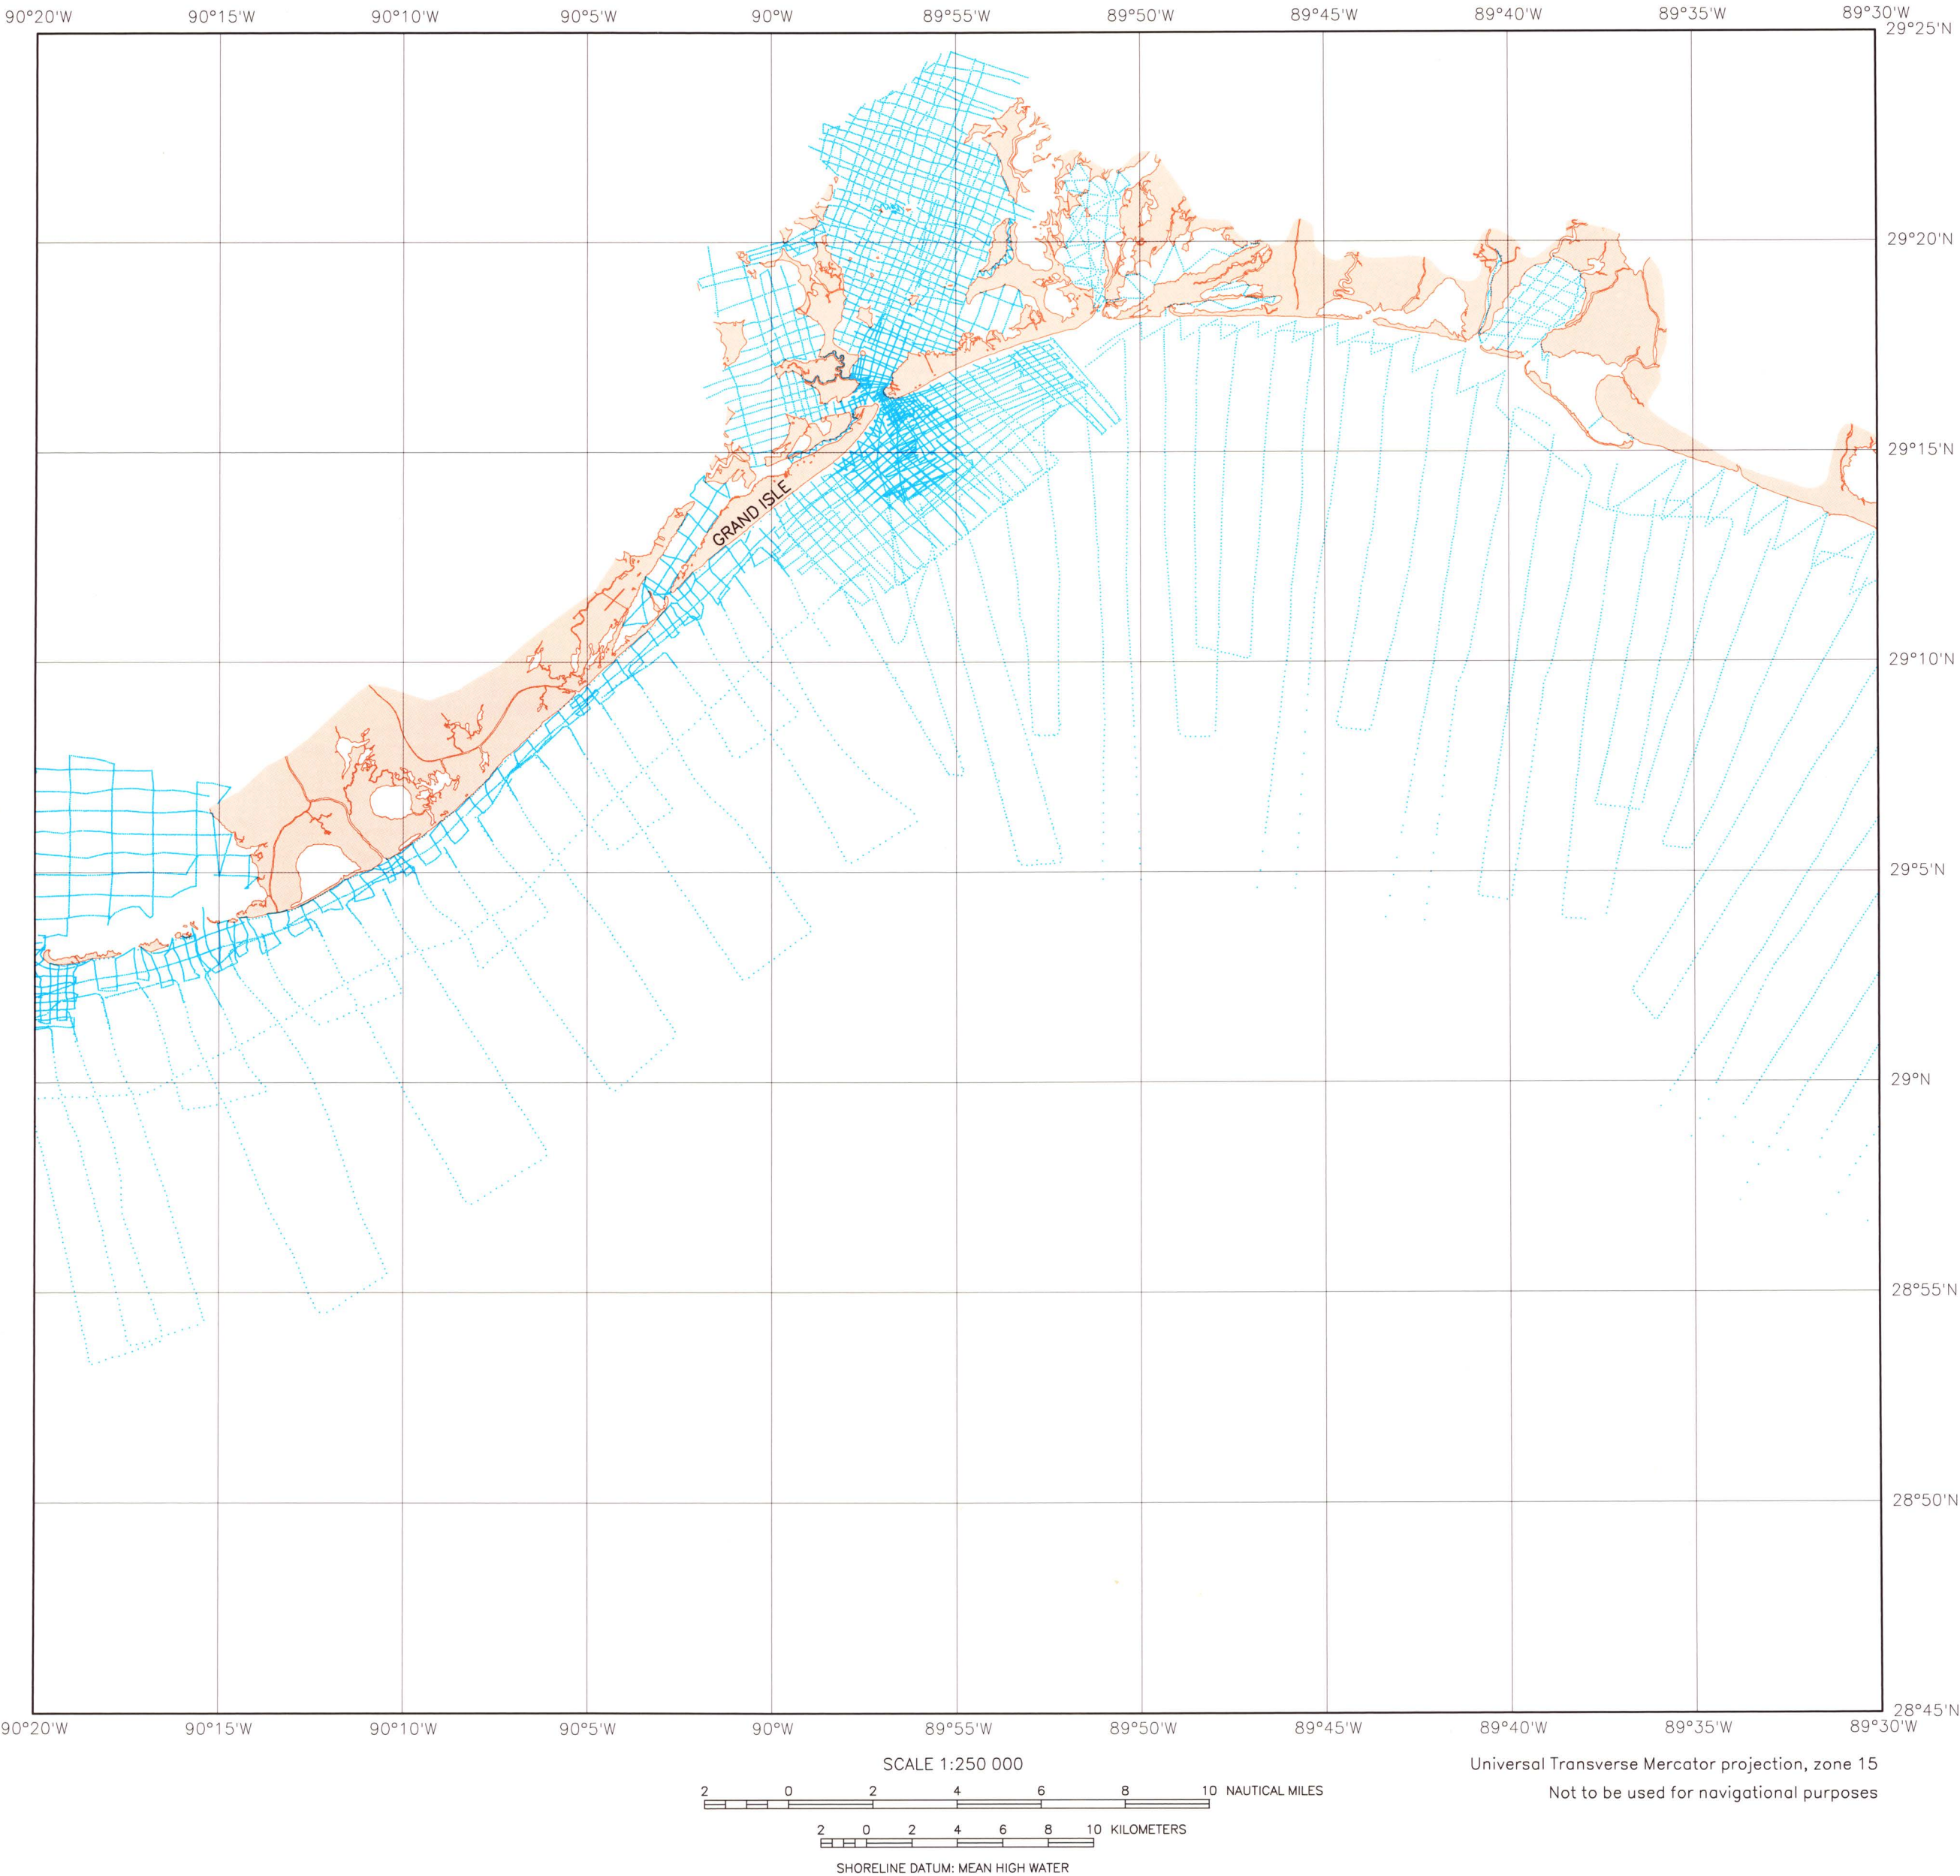 90°20'W 90°15'W 90°10'W 90°5'W 90° 89°55'W 89°50'W 89°45'W 89°40'W 89°35'W 89°30'W
29°25'N
29°20'N
29°15'N
GRAND ISLE
29°10'N
29°5'N
29°N
28°55'N
28°50'N
28°45'N
90°20'W 90°15'W 90°10'W 90°5'W 90°W 89°55'W 89°50'W 89°45'W 89°40'W 89°35'W 89°30'W
SCALE 1:250 000
Universal Transverse Mercator projection, zone 15
2 0 2 4 6 8 10 NAUTICAL MILES
Not to be used for navigational purposes
2 0 2 4 6 8 10 KILOMETERS
SHORELINE DATUM: MEAN HIGH WATER